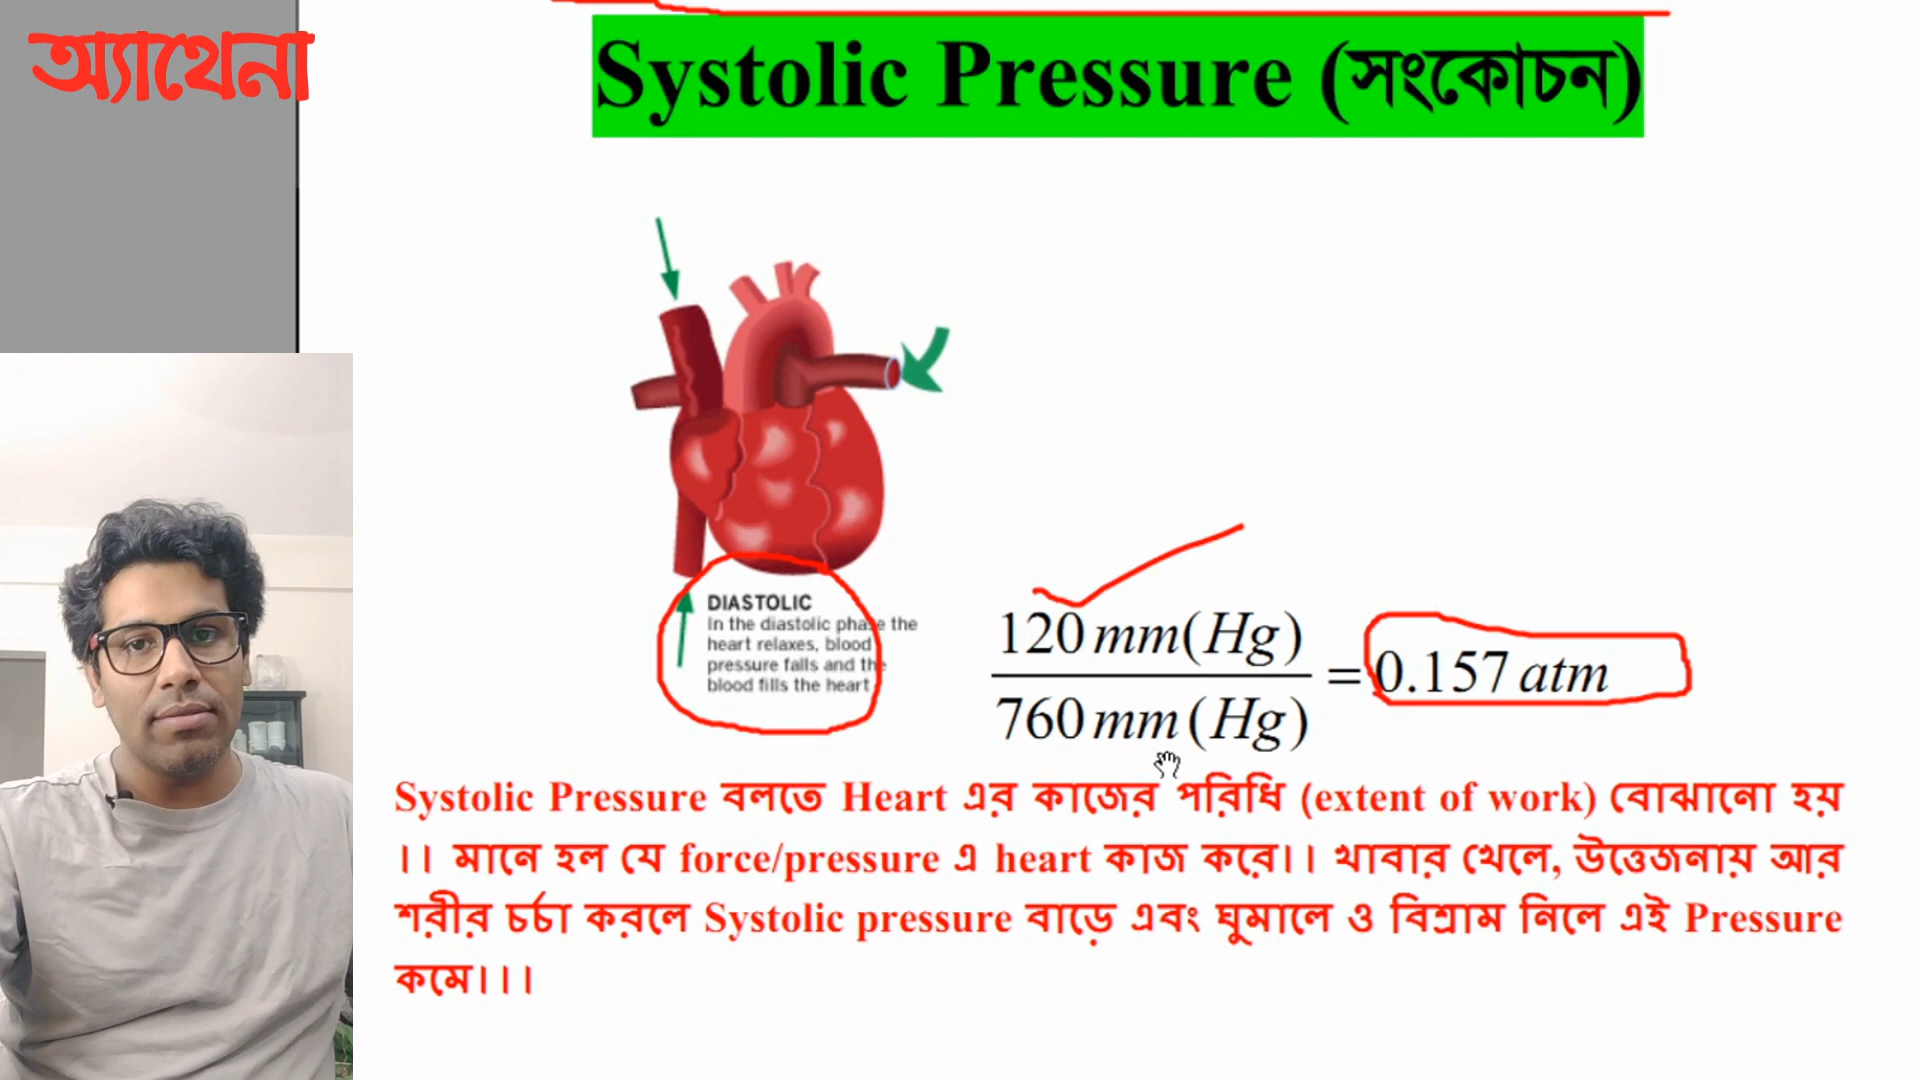 অ্যাথেনা
Systolic Pressure (সংকোচন)
DIASTOLIC
In the diastolic phase the
heart relaxes, blood
pressure falls and the
blood fills the heart
120 mm(Hg)
760 mm(Hg)
= 0.157 atm
Systolic Pressure বলতে Heart এর কাজের পরিধি (extent of work) বোঝানো হয়
।। মানে হল যে force/pressure এ heart কাজ করে।। খাবার খেলে, উত্তেজনায় আর
শরীর চর্চা করলে Systolic pressure বাড়ে এবং ঘুমালে ও বিশ্রাম নিলে এই Pressure
কমে।।।